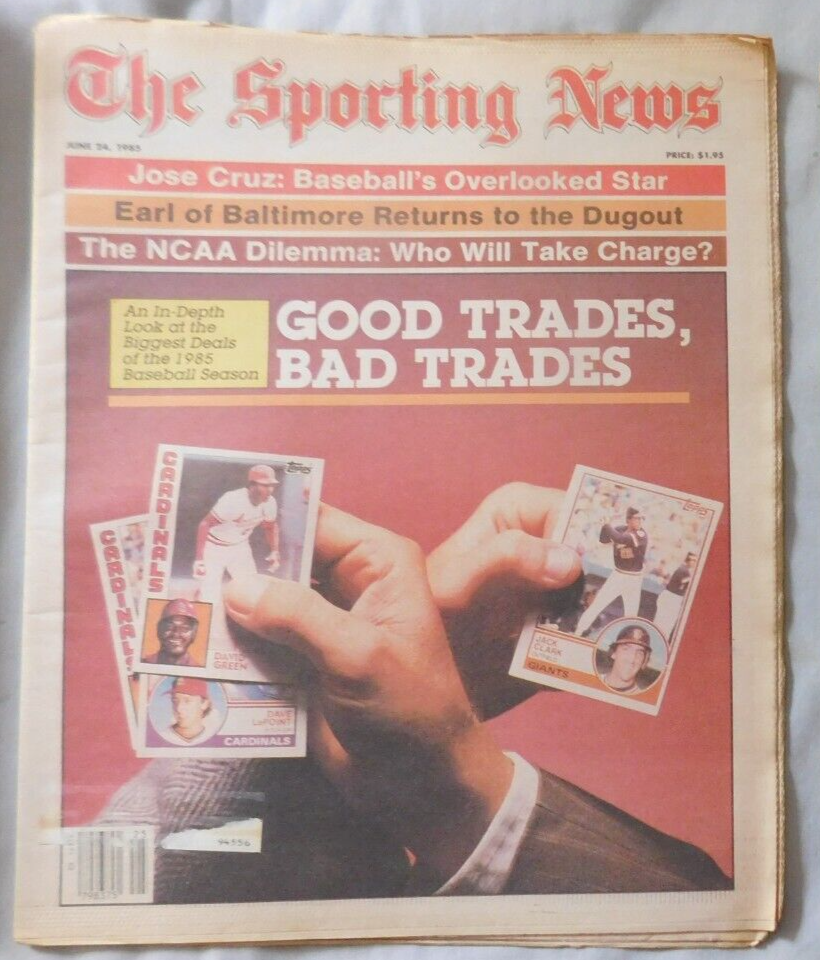 The Sporting News
JUNE 24, 1985
PRICE: $1.95
Jose Cruz: Baseball's Overlooked Star
Earl of Baltimore Returns to the Dugout
The NCAA Dilemma: Who Will Take Charge?
An In-Depth
Look at the
Biggest Deals
of the 1985
Baseball Season
GOOD TRADES,
BAD TRADES
CARDINALS
Topps
DAVID
GREEN
CARDINALS
DAVE
LaPOINT
CARDINALS
Topps
JACK
CLARK
GIANTS
94556
25